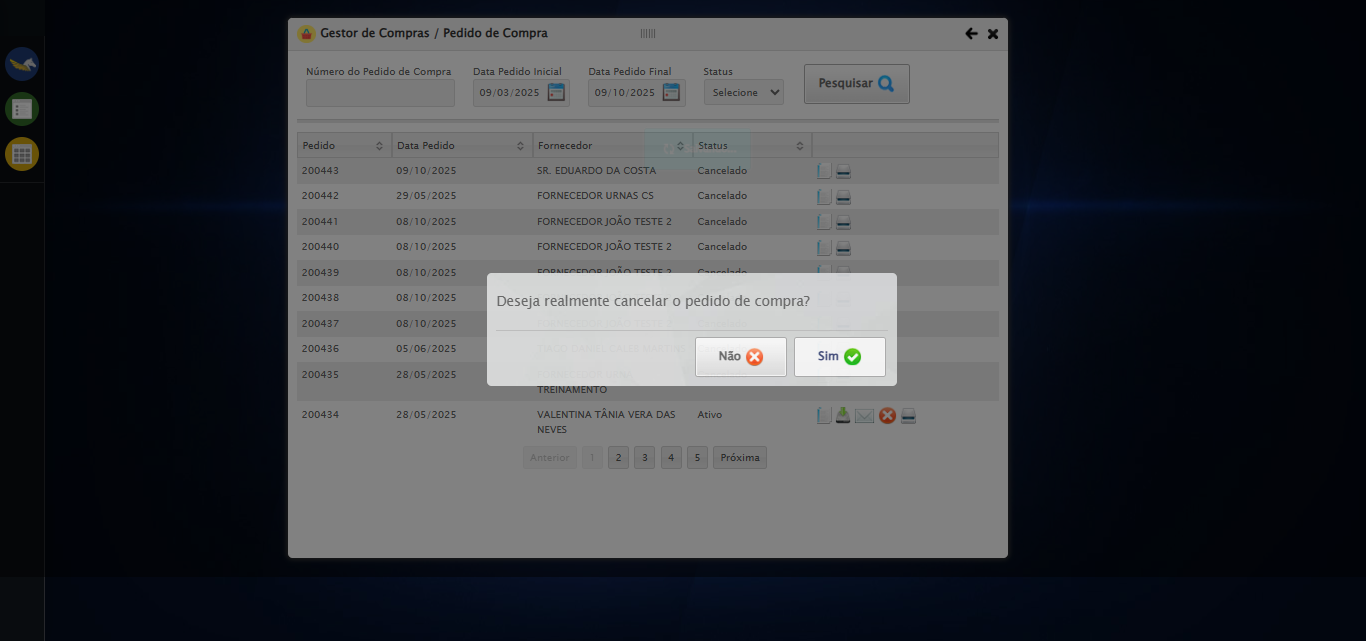 Gestor de Compras / Pedido de Compra
Número do Pedido de Compra Data Pedido Inicial Data Pedido Final Status
09/03/2025 09/10/2025 Selecione Pesquisar
Pedido Data Pedido Fornecedor Status
200443 09/10/2025 SR. EDUARDO DA COSTA Cancelado
200442 29/05/2025 FORNECEDOR URNAS CS Cancelado
200441 08/10/2025 FORNECEDOR JOÃO TESTE 2 Cancelado
200440 08/10/2025 FORNECEDOR JOÃO TESTE 2 Cancelado
200439 08/10/2025 FORNECEDOR JOÃO TESTE 2 Cancelado
200438 08/10/2025
Deseja realmente cancelar o pedido de compra?
200437 08/10/2025
200436 05/06/2025
Não Sim
200435 28/05/2025
TREINAMENTO
200434 28/05/2025 VALENTINA TÂNIA VERA DAS Ativo
NEVES
Anterior 1 2 3 4 5 Próxima